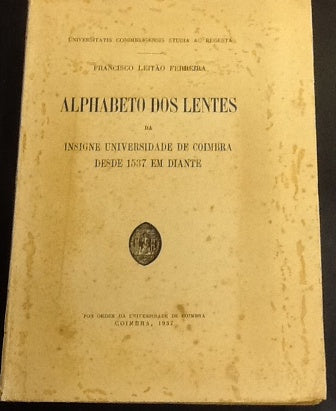 UNIVERSITATIS CONIMBRIGENSIS STUDIA AC REGESTA
FRANCISCO LEITÃO FERREIRA
ALPHABETO DOS LENTES
DA
INSIGNE UNIVERSIDADE DE COIMBRA
DESDE 1537 EM DIANTE
POR ORDEM DA UNIVERSIDADE DE COIMBRA
COIMBRA, 1937